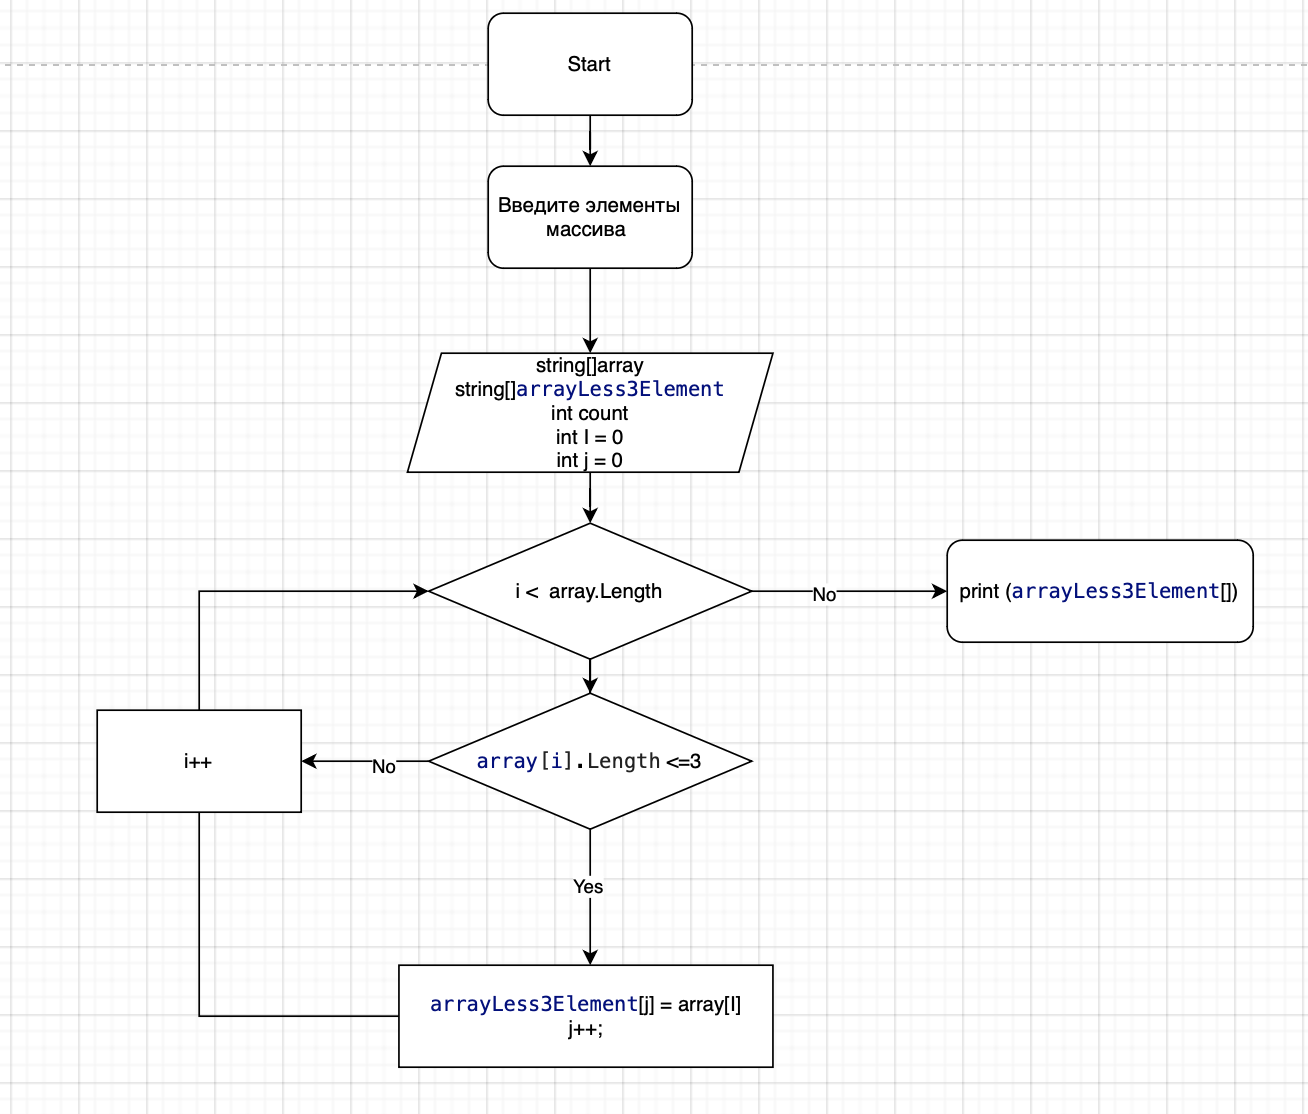 Start
Введите элементы
массива
string[]array
string[]arrayLess3Element
int count
int I = 0
int j = 0
i < array.Length
No
print (arrayLess3Element[])
i++
No
array[i].Length <=3
Yes
arrayLess3Element[j] = array[I]
j++;